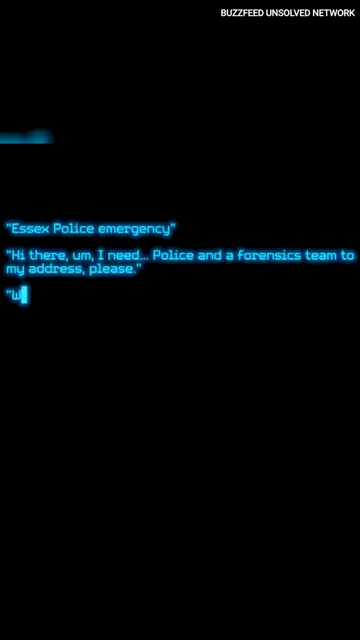 BUZZFEED UNSOLVED NETWORK
"Essex Police emergency"
"Hi there, um, I need... Police and a forensics team to
my address, please."
"W